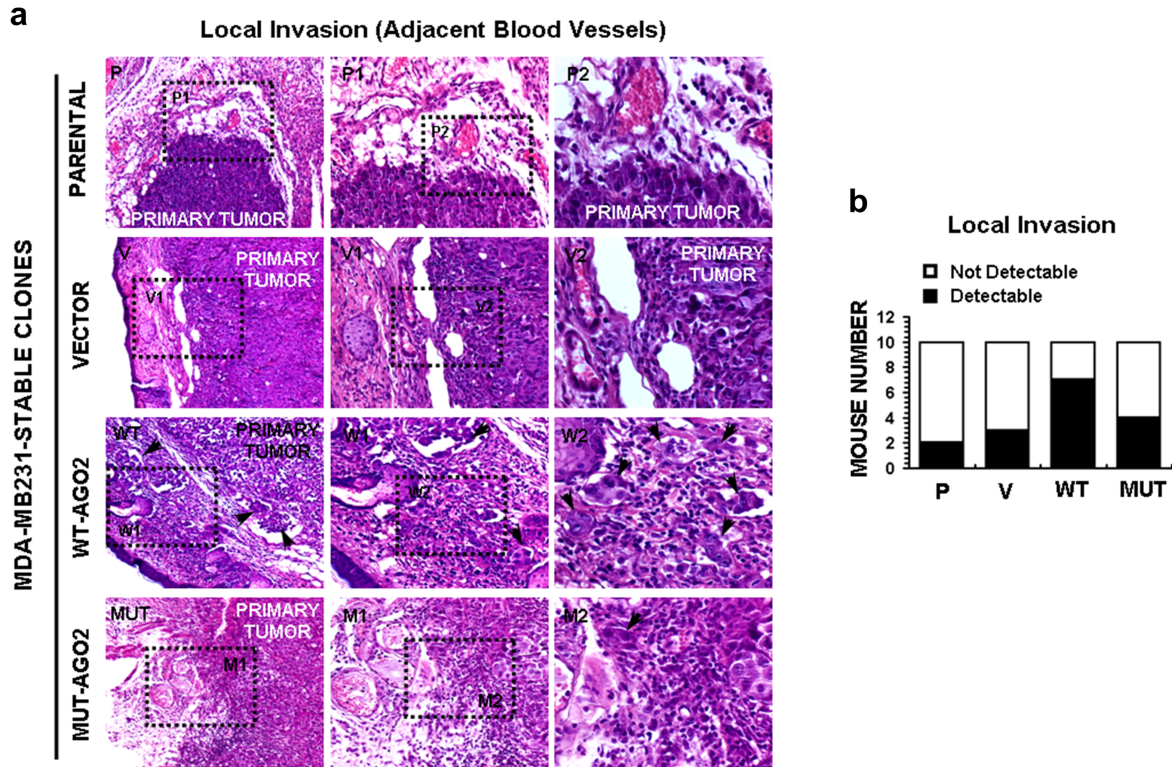 a
Local Invasion (Adjacent Blood Vessels)
MDA-MB231-STABLE CLONES
PARENTAL
P
P1
PRIMARY TUMOR
P1
P2
P2
PRIMARY TUMOR
VECTOR
V
V1
PRIMARY
TUMOR
V1
V2
V2
PRIMARY
TUMOR
WT-AGO2
WT
W1
PRIMARY
TUMOR
W1
W2
W2
MUT-AGO2
MUT
M1
PRIMARY
TUMOR
M1
M2
M2
b
Local Invasion
Not Detectable
Detectable
MOUSE NUMBER
12
10
8
6
4
2
0
P V WT MUT